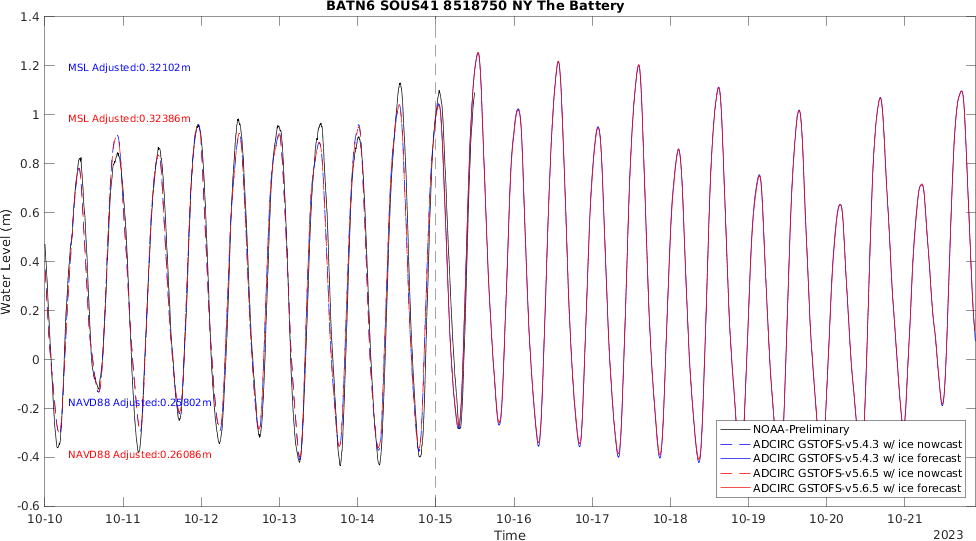 BATN6 SOUS41 8518750 NY The Battery
1.4
1.2
1
0.8
0.6
0.4
0.2
0
-0.2
-0.4
-0.6
Water Level (m)
MSL Adjusted:0.32102m
MSL Adjusted:0.32386m
NAVD88 Adjusted:0.25802m
NAVD88 Adjusted:0.26086m
NOAA-Preliminary
ADCIRC GSTOFS-v5.4.3 w/ ice nowcast
ADCIRC GSTOFS-v5.4.3 w/ ice forecast
ADCIRC GSTOFS-v5.6.5 w/ ice nowcast
ADCIRC GSTOFS-v5.6.5 w/ ice forecast
10-10 10-11 10-12 10-13 10-14 10-15 10-16 10-17 10-18 10-19 10-20 10-21
Time
2023